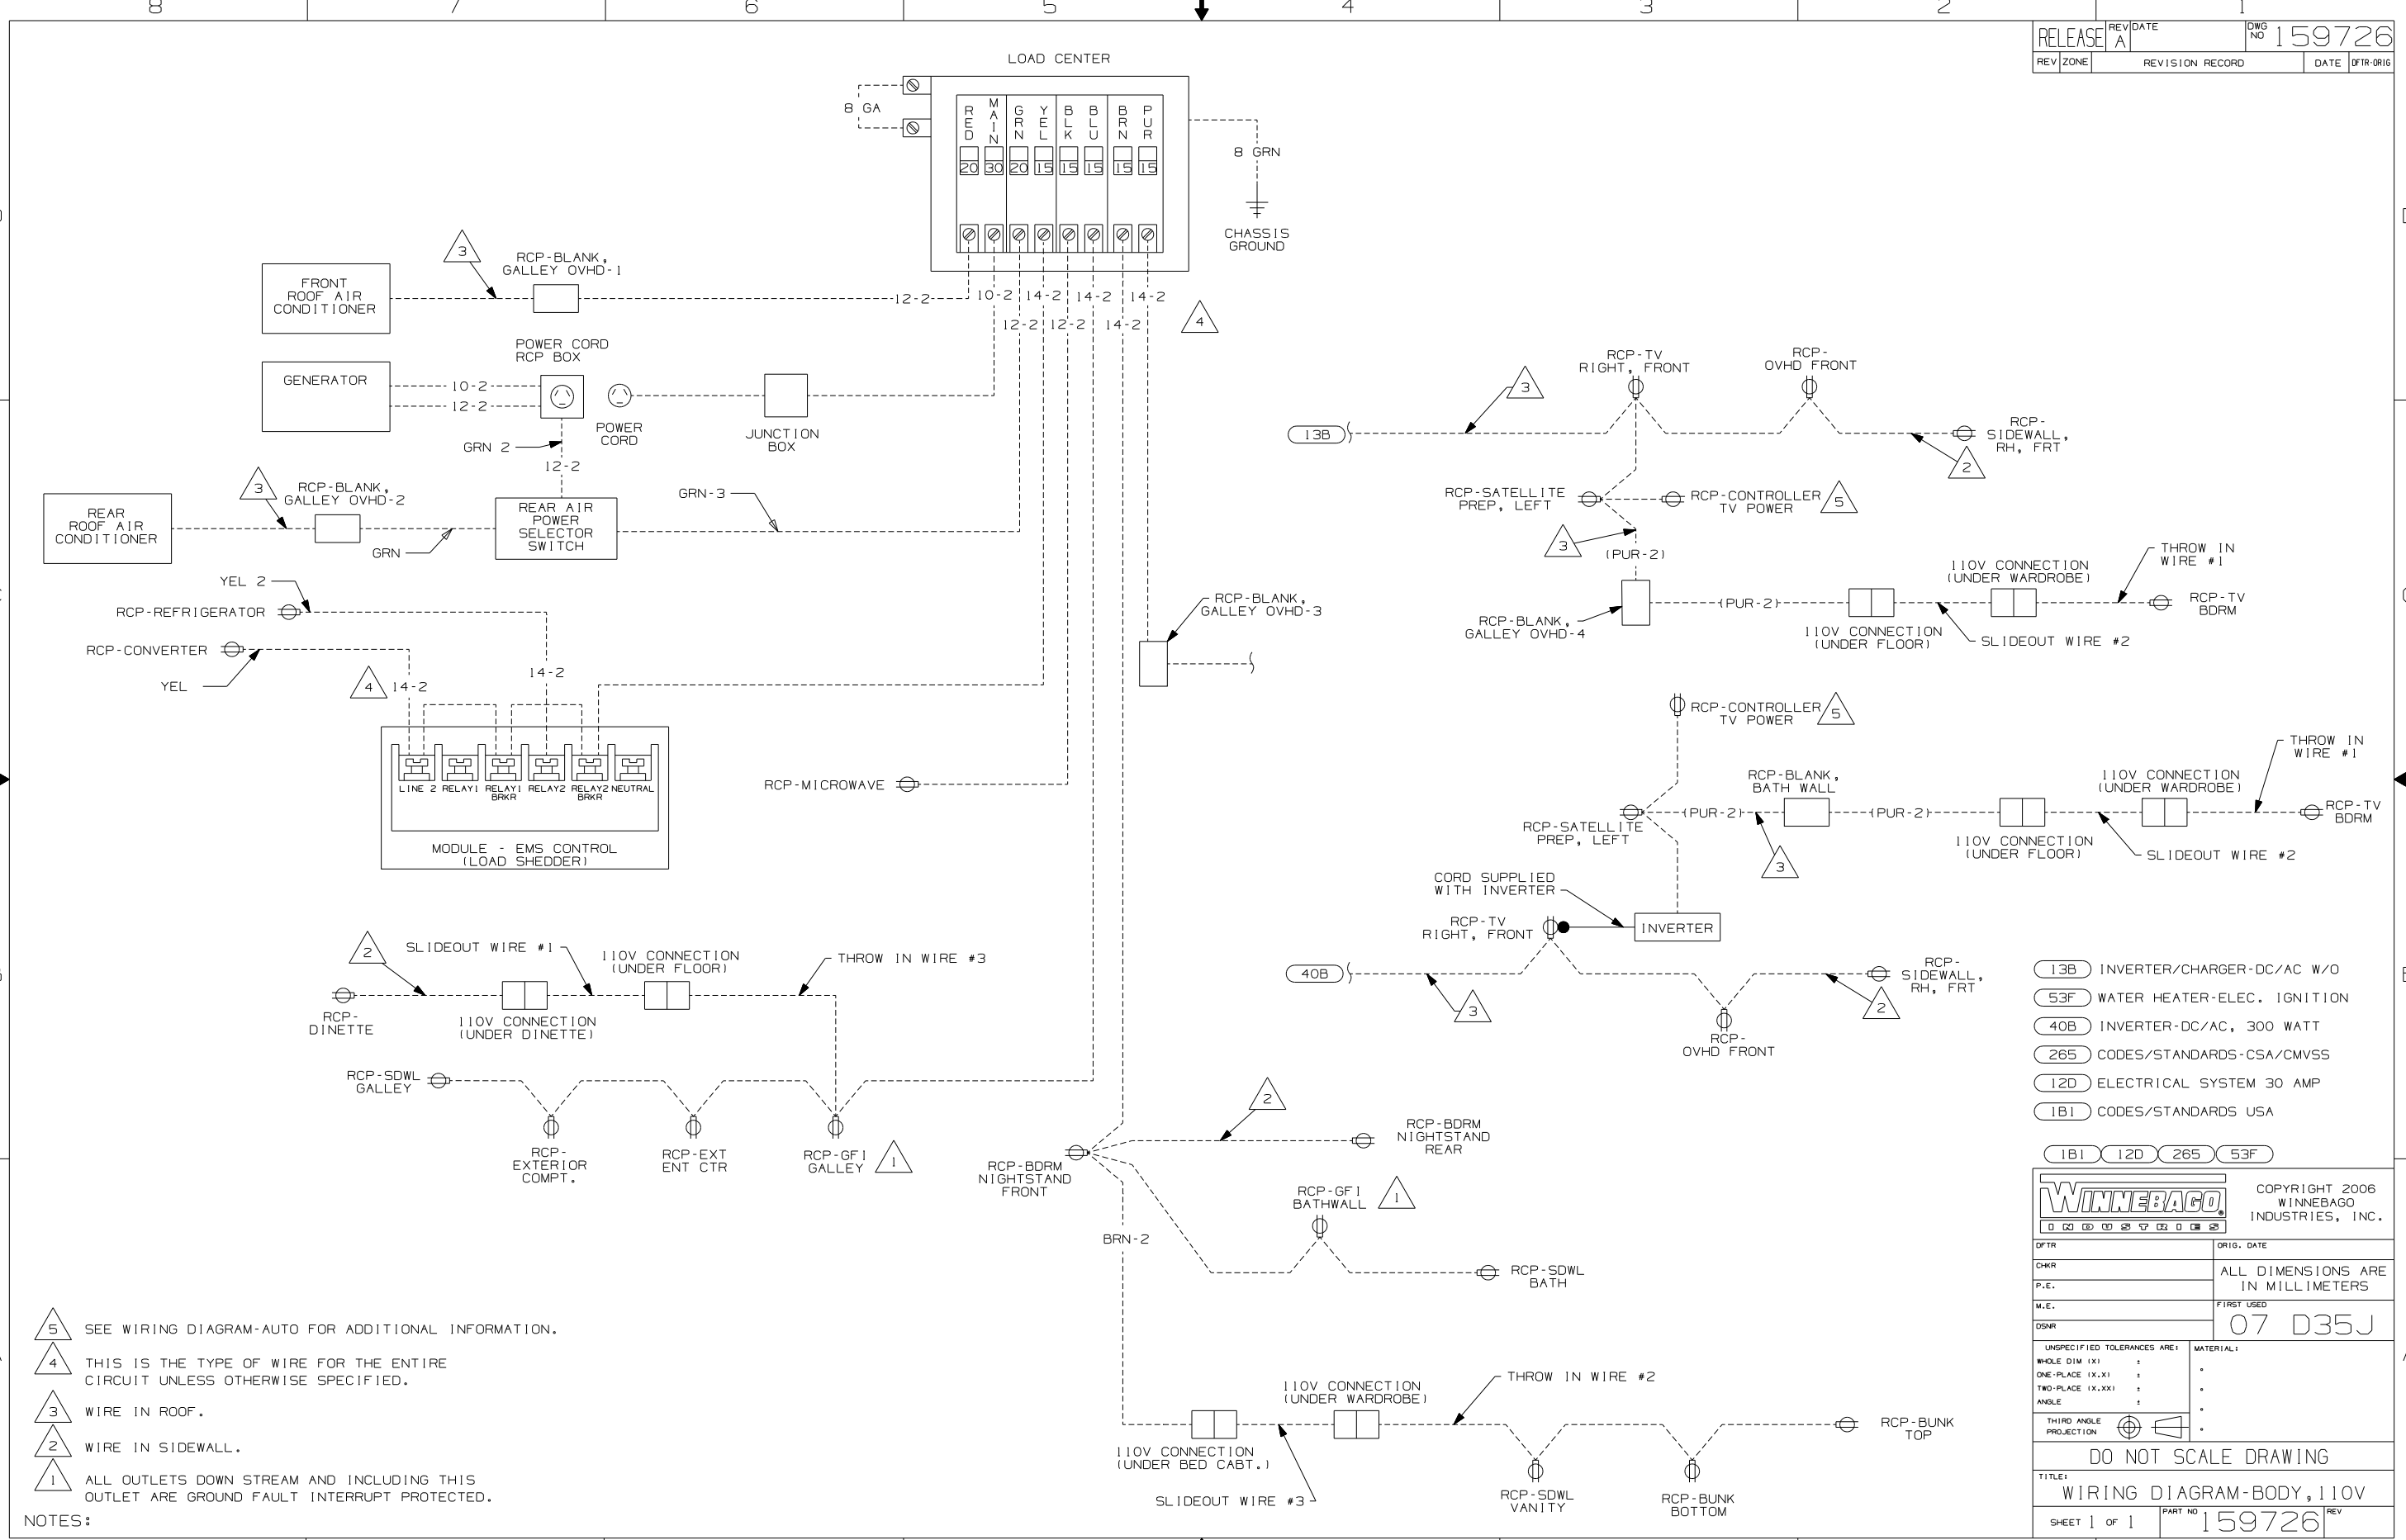 8 7 6 5 4 3 2 1
RELEASE
REV
A
DATE
DWG
NO
159726
REV ZONE REVISION RECORD DATE DFTR-ORIG
LOAD CENTER
8 GA
RED
MAIN
GRN
YEL
BLK
BLU
BRN
PUR
20 30 20 15 15 15 15 15
8 GRN
CHASSIS
GROUND
D
D
3
RCP-BLANK,
GALLEY OVHD-1
FRONT
ROOF AIR
CONDITIONER
12-2 10-2 14-2 14-2 14-2
12-2 12-2 14-2
4
POWER CORD
RCP BOX
GENERATOR
10-2
12-2
POWER
CORD
JUNCTION
BOX
GRN 2
12-2
3
RCP-BLANK,
GALLEY OVHD-2
REAR
ROOF AIR
CONDITIONER
REAR AIR
POWER
SELECTOR
SWITCH
GRN-3
GRN
YEL 2
RCP-REFRIGERATOR
RCP-CONVERTER
YEL
4
14-2
14-2
LINE 2
RELAY1
RELAY1
BRKR
RELAY2
RELAY2
BRKR
NEUTRAL
MODULE - EMS CONTROL
(LOAD SHEDDER)
RCP-BLANK,
GALLEY OVHD-3
RCP-MICROWAVE
13B
3
RCP-TV
RIGHT, FRONT
RCP-
OVHD FRONT
RCP-
SIDEWALL,
RH, FRT
2
RCP-SATELLITE
PREP, LEFT
RCP-CONTROLLER
TV POWER
5
3
(PUR-2)
RCP-BLANK,
GALLEY OVHD-4
(PUR-2)
110V CONNECTION
(UNDER FLOOR)
110V CONNECTION
(UNDER WARDROBE)
THROW IN
WIRE #1
SLIDEOUT WIRE #2
RCP-TV
BDRM
C
RCP-CONTROLLER
TV POWER
5
RCP-SATELLITE
PREP, LEFT
(PUR-2)
RCP-BLANK,
BATH WALL
3
(PUR-2)
110V CONNECTION
(UNDER FLOOR)
110V CONNECTION
(UNDER WARDROBE)
THROW IN
WIRE #1
SLIDEOUT WIRE #2
RCP-TV
BDRM
CORD SUPPLIED
WITH INVERTER
INVERTER
RCP-TV
RIGHT, FRONT
40B
3
RCP-
OVHD FRONT
2
RCP-
SIDEWALL,
RH, FRT
2
SLIDEOUT WIRE #1
110V CONNECTION
(UNDER FLOOR)
THROW IN WIRE #3
RCP-
DINETTE
110V CONNECTION
(UNDER DINETTE)
RCP-SDWL
GALLEY
RCP-
EXTERIOR
COMPT.
RCP-EXT
ENT CTR
RCP-GFI
GALLEY
1
RCP-BDRM
NIGHTSTAND
FRONT
2
RCP-BDRM
NIGHTSTAND
REAR
RCP-GFI
BATHWALL
1
RCP-SDWL
BATH
BRN-2
110V CONNECTION
(UNDER BED CABT.)
110V CONNECTION
(UNDER WARDROBE)
THROW IN WIRE #2
SLIDEOUT WIRE #3
RCP-SDWL
VANITY
RCP-BUNK
BOTTOM
RCP-BUNK
TOP
13B INVERTER/CHARGER-DC/AC W/O
53F WATER HEATER-ELEC. IGNITION
40B INVERTER-DC/AC, 300 WATT
265 CODES/STANDARDS-CSA/CMVSS
12D ELECTRICAL SYSTEM 30 AMP
1B1 CODES/STANDARDS USA
1B1 12D 265 53F
WINNEBAGO
INDUSTRIES
COPYRIGHT 2006
WINNEBAGO
INDUSTRIES, INC.
DFTR
ORIG. DATE
CHKR
P.E.
ALL DIMENSIONS ARE
IN MILLIMETERS
M.E.
DSNR
FIRST USED
07 D35J
UNSPECIFIED TOLERANCES ARE:
WHOLE DIM (X) :
ONE-PLACE (X.X) :
TWO-PLACE (X.XX) :
ANGLE :
MATERIAL:
THIRD ANGLE
PROJECTION
DO NOT SCALE DRAWING
TITLE:
WIRING DIAGRAM-BODY,110V
SHEET 1 OF 1
PART NO
159726
REV
5 SEE WIRING DIAGRAM-AUTO FOR ADDITIONAL INFORMATION.
4 THIS IS THE TYPE OF WIRE FOR THE ENTIRE
CIRCUIT UNLESS OTHERWISE SPECIFIED.
3 WIRE IN ROOF.
2 WIRE IN SIDEWALL.
1 ALL OUTLETS DOWN STREAM AND INCLUDING THIS
OUTLET ARE GROUND FAULT INTERRUPT PROTECTED.
NOTES: